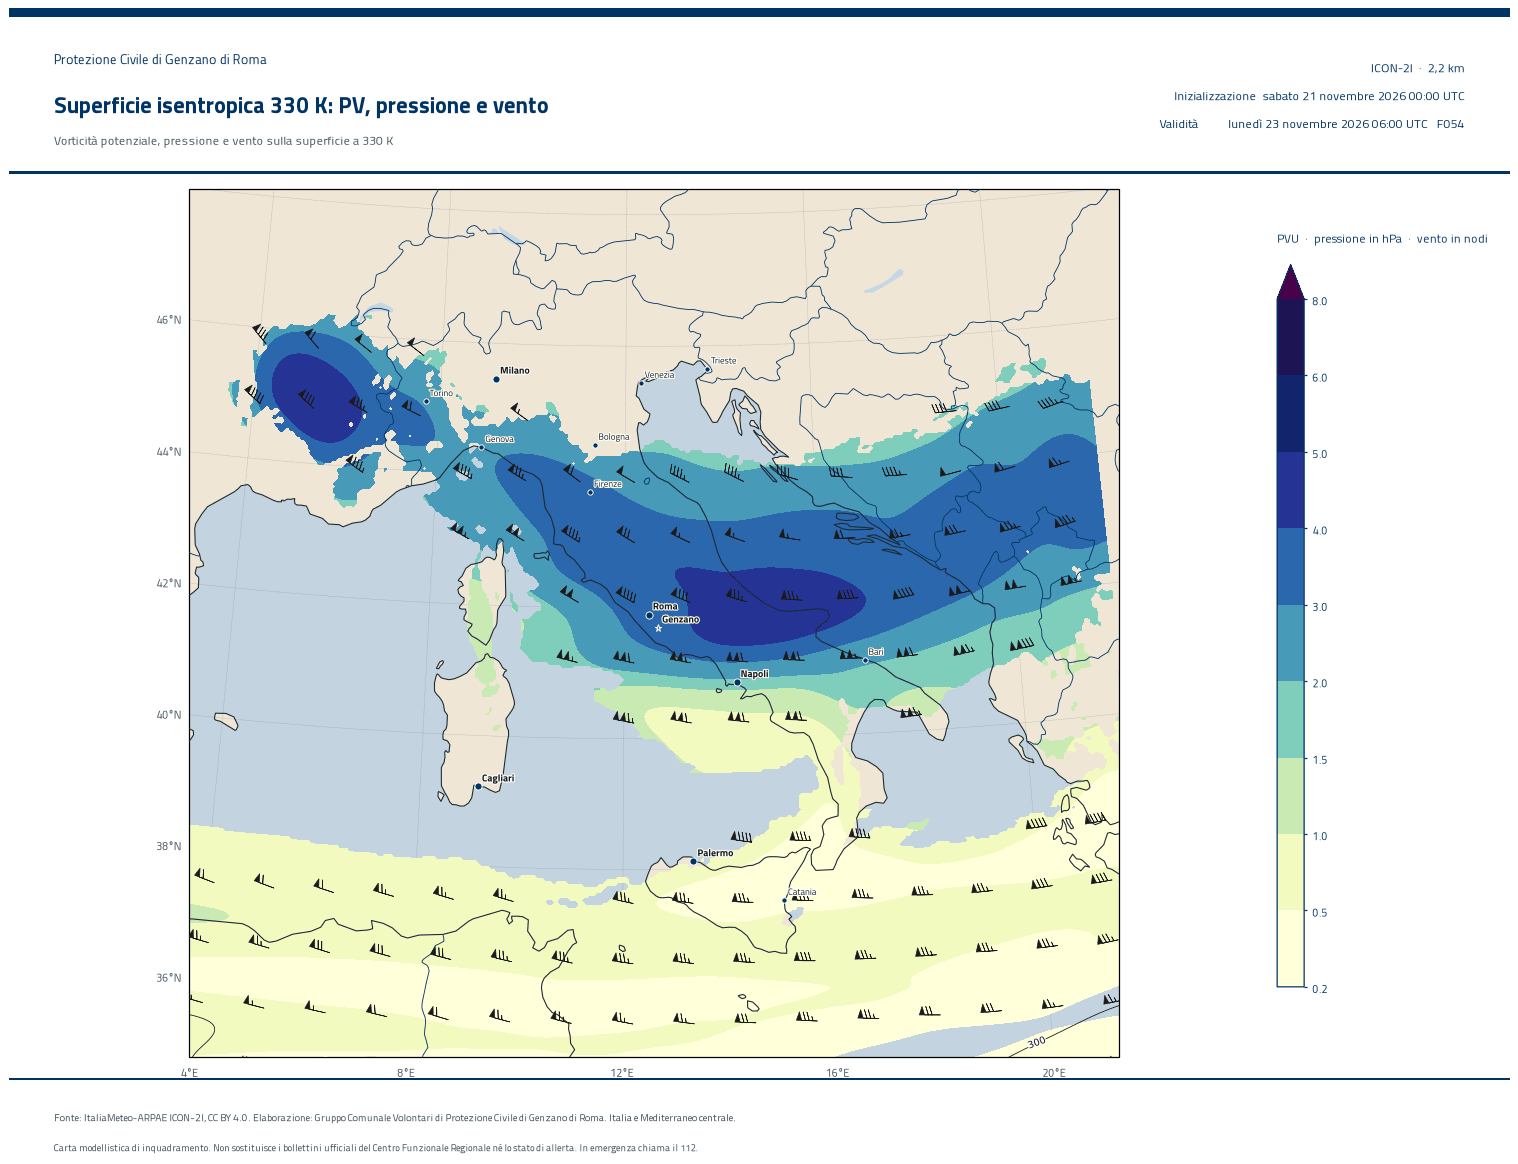 Protezione Civile di Genzano di Roma
Superficie isentropica 330 K: PV, pressione e vento
Vorticità potenziale, pressione e vento sulla superficie a 330 K
ICON-2I · 2,2 km
Inizializzazione sabato 21 novembre 2026 00:00 UTC
Validità lunedì 23 novembre 2026 06:00 UTC F054
PVU · pressione in hPa · vento in nodi
8.0
6.0
5.0
4.0
3.0
2.0
1.5
1.0
0.5
0.2
46°N
44°N
42°N
40°N
38°N
36°N
4°E
8°E
12°E
16°E
20°E
Milano
Torino
Venezia
Trieste
Genova
Bologna
Firenze
Roma
Genzano
Napoli
Bari
Cagliari
Palermo
Catania
300
Fonte: ItaliaMeteo-ARPAE ICON-2I, CC BY 4.0. Elaborazione: Gruppo Comunale Volontari di Protezione Civile di Genzano di Roma. Italia e Mediterraneo centrale.
Carta modellistica di inquadramento. Non sostituisce i bollettini ufficiali del Centro Funzionale Regionale né lo stato di allerta. In emergenza chiama il 112.